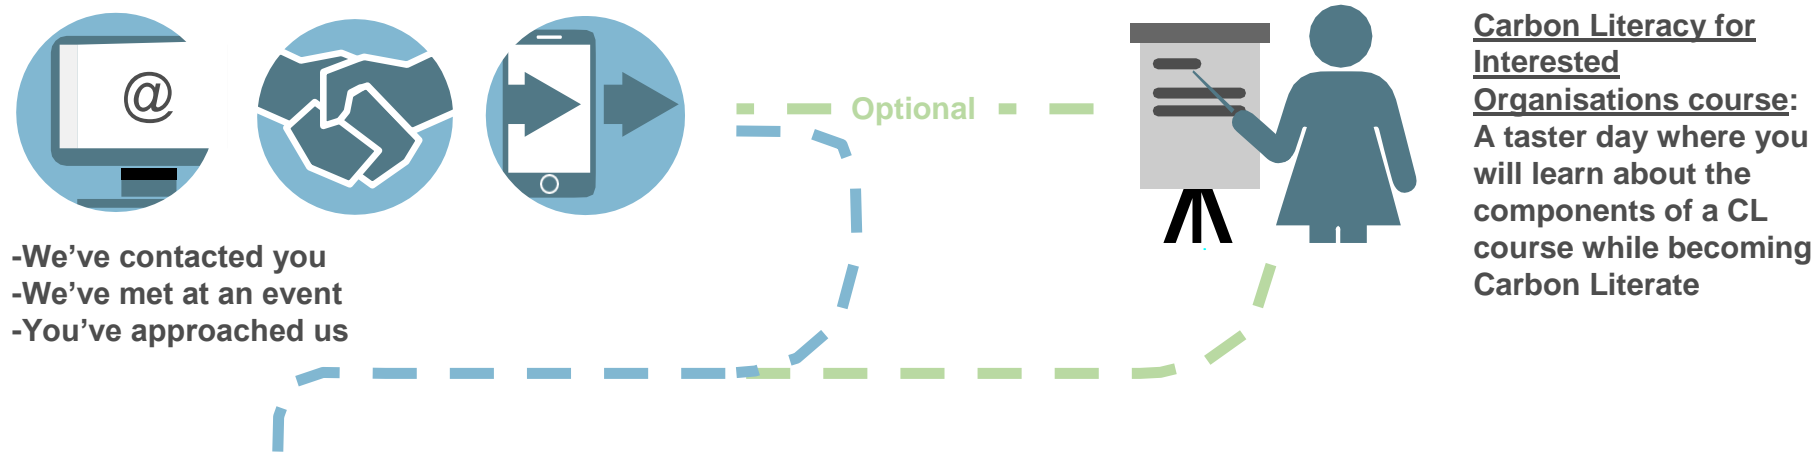 @
Optional
-We’ve contacted you
-We’ve met at an event
-You’ve approached us
Carbon Literacy for
Interested
Organisations course:
A taster day where you
will learn about the
components of a CL
course while becoming
Carbon Literate